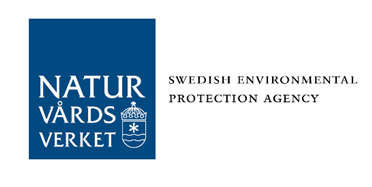 NATUR
VÅRDS
VERKET
SWEDISH ENVIRONMENTAL
PROTECTION AGENCY